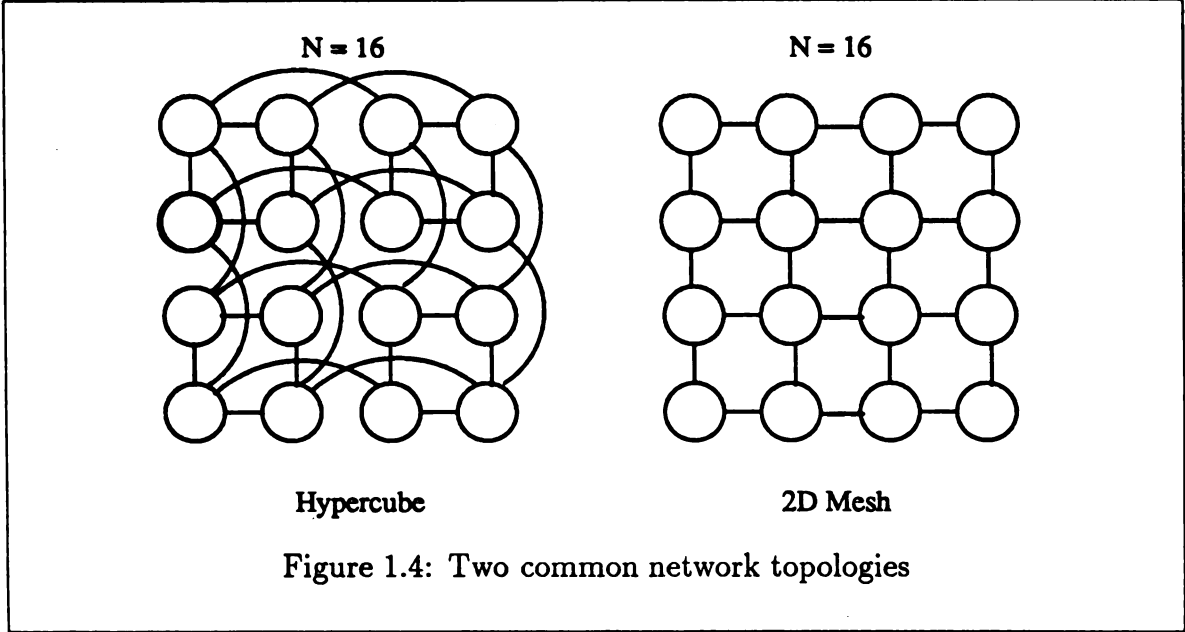 N = 16
N = 16
Hypercube
2D Mesh
Figure 1.4: Two common network topologies